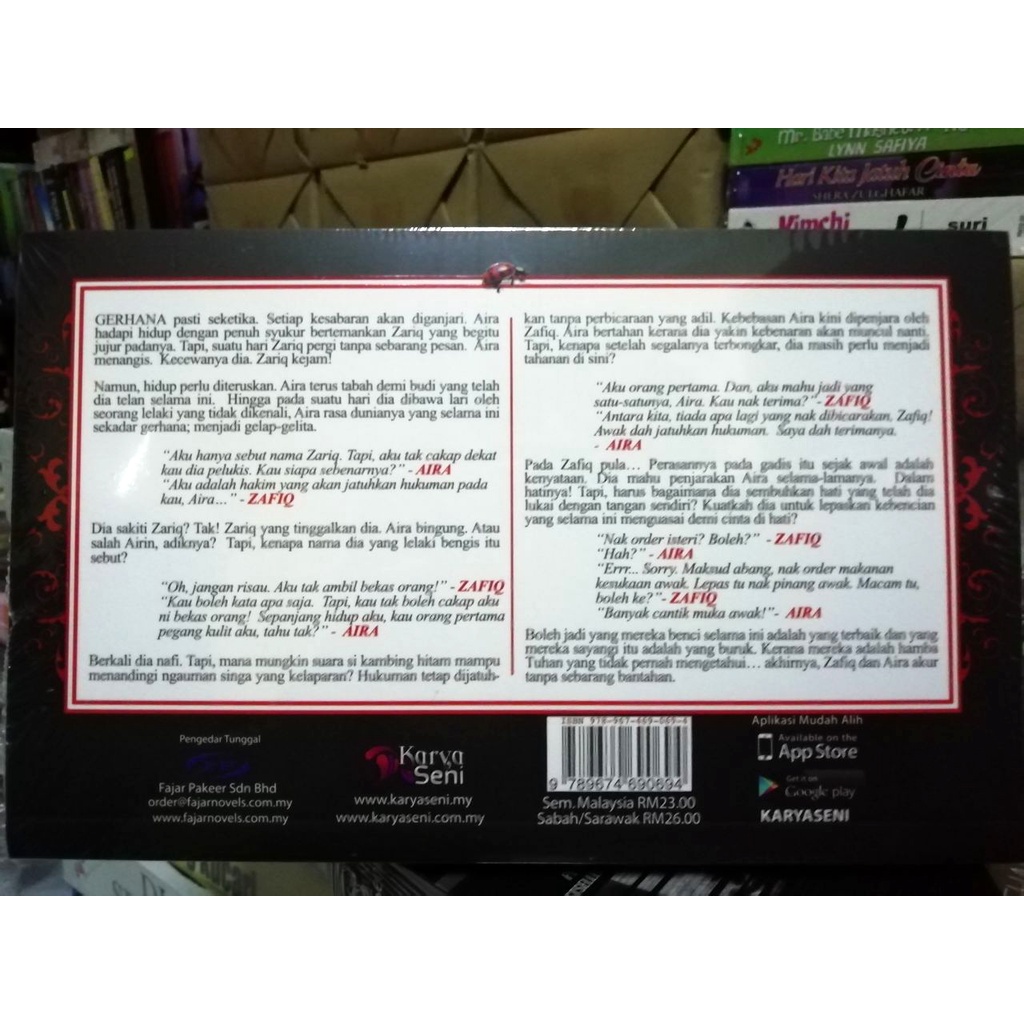 LYNN SAFIYA
Hari Kita Jatuh Cinta
SHERA ZULGHAFAR
Kimchi
suri
GERHANA pasti seketika. Setiap kesabaran akan diganjari. Aira
hadapi hidup dengan penuh syukur bertemankan Zariq yang begitu
jujur padanya. Tapi, suatu hari Zariq pergi tanpa sebarang pesan. Aira
menangis. Kecewanya dia. Zariq kejam!
Namun, hidup perlu diteruskan. Aira terus tabah demi budi yang telah
dia telan selama ini. Hingga pada suatu hari dia dibawa lari oleh
seorang lelaki yang tidak dikenali, Aira rasa dunianya yang selama ini
sekadar gerhana; menjadi gelap-gelita.
"Aku hanya sebut nama Zariq. Tapi, aku tak cakap dekat
kau dia pelukis. Kau siapa sebenarnya?" - AIRA
"Aku adalah hakim yang akan jatuhkan hukuman pada
kau, Aira..." - ZAFIQ
Dia sakiti Zariq? Tak! Zariq yang tinggalkan dia. Aira bingung. Atau
salah Airin, adiknya? Tapi, kenapa nama dia yang lelaki bengis itu
sebut?
"Oh, jangan risau. Aku tak ambil bekas orang!" - ZAFIQ
"Kau boleh kata apa saja. Tapi, kau tak boleh cakap aku
ni bekas orang! Sepanjang hidup aku, kau orang pertama
pegang kulit aku, tahu tak?" - AIRA
Berkali dia nafi. Tapi, mana mungkin suara si kambing hitam mampu
menandingi ngauman singa yang kelaparan? Hukuman tetap dijatuh-
kan tanpa perbicaraan yang adil. Kebebasan Aira kini dipenjara oleh
Zafiq. Aira bertahan kerana dia yakin kebenaran akan muncul nanti.
Tapi, kenapa setelah segalanya terbongkar, dia masih perlu menjadi
tahanan di sini?
"Aku orang pertama. Dan, aku mahu jadi yang
satu-satunya, Aira. Kau nak terima?" - ZAFIQ
"Antara kita, tiada apa lagi yang nak dibicarakan, Zafiq!
Awak dah jatuhkan hukuman. Saya dah terimanya.
- AIRA
Pada Zafiq pula... Perasannya pada gadis itu sejak awal adalah
kenyataan. Dia mahu penjarakan Aira selama-lamanya. Dalam
hatinya! Tapi, harus bagaimana dia sembuhkan hati yang telah dia
lukai dengan tangan sendiri? Kuatkah dia untuk lepaskan kebencian
yang selama ini menguasai demi cinta di hati?
"Nak order isteri? Boleh?" - ZAFIQ
"Hah?" - AIRA
"Errr... Sorry. Maksud abang, nak order makanan
kesukaan awak. Lepas tu nak pinang awak. Macam tu,
boleh ke?"- ZAFIQ
"Banyak cantik muka awak!"- AIRA
Boleh jadi yang mereka benci selama ini adalah yang terbaik dan yang
mereka sayangi itu adalah yang buruk. Kerana mereka adalah hamba
Tuhan yang tidak pernah mengetahui... akhirnya, Zafiq dan Aira akur
tanpa sebarang bantahan.
Pengedar Tunggal
Fajar Pakeer Sdn Bhd
order@fajarnovels.com.my
www.fajarnovels.com.my
Karya
Seni
www.karyaseni.my
www.karyaseni.com.my
ISBN 978-967-469-069-4
9 789674 690694
Sem. Malaysia RM23.00
Sabah/Sarawak RM26.00
Aplikasi Mudah Alih
Available on the
App Store
Get it on
Google play
KARYASENI